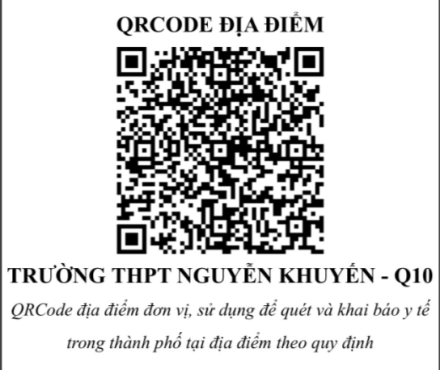 QRCODE ĐỊA ĐIỂM
TRƯỜNG THPT NGUYỄN KHUYẾN - Q10
QRCode địa điểm đơn vị, sử dụng để quét và khai báo y tế
trong thành phố tại địa điểm theo quy định